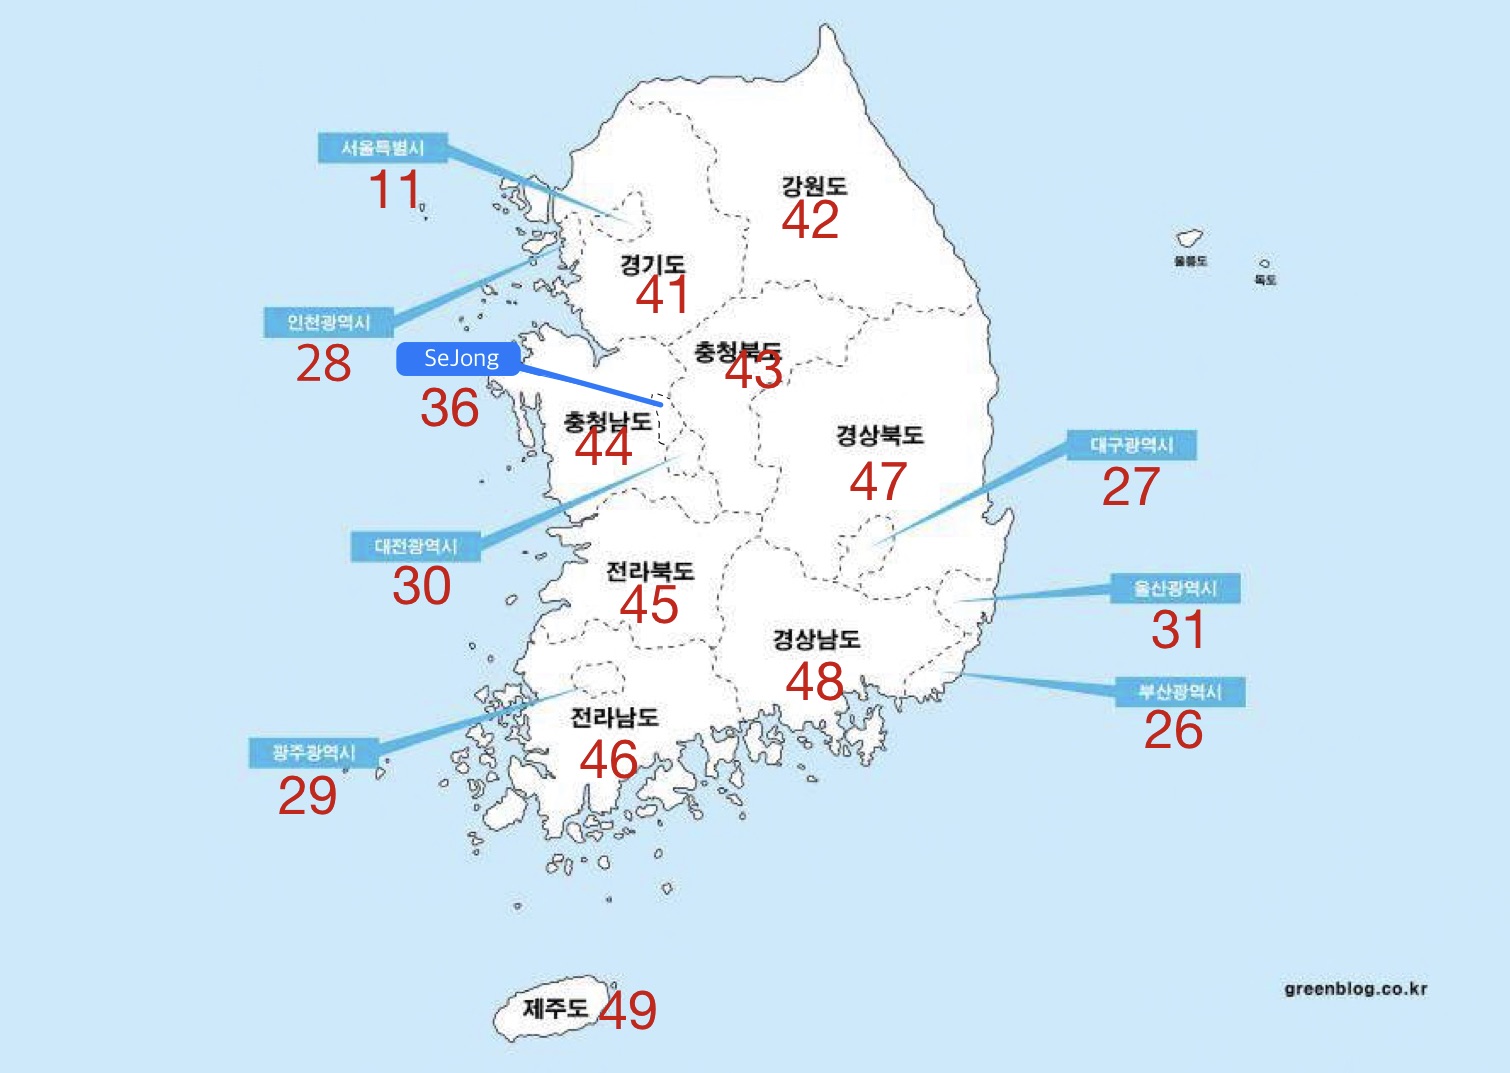 서울특별시
11
강원도
42
울릉도
독도
경기도
41
인천광역시
28
SeJong
36
충청북도
43
충청남도
44
경상북도
47
대구광역시
27
대전광역시
30
전라북도
45
울산광역시
31
경상남도
48
부산광역시
26
전라남도
46
광주광역시
29
제주도 49
greenblog.co.kr